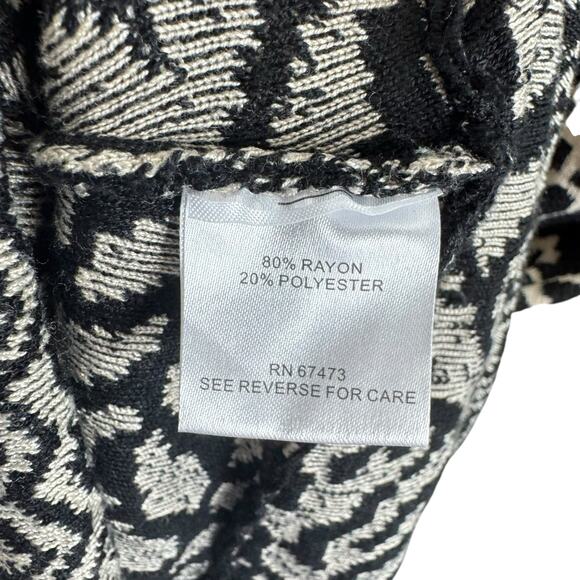 80% RAYON
20% POLYESTER
RN 67473
SEE REVERSE FOR CARE